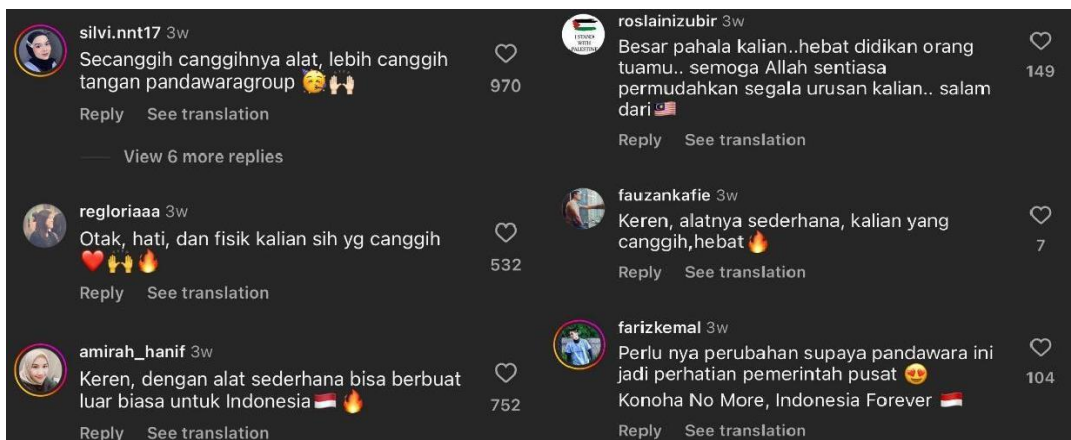 silvi.nnt17 3w
Secanggih canggihnya alat, lebih canggih
tangan pandawaragroup 🥳🙌🏻
970
Reply See translation
View 6 more replies
regloriaaa 3w
Otak, hati, dan fisik kalian sih yg canggih
❤️🙌🔥
532
Reply See translation
amirah_hanif 3w
Keren, dengan alat sederhana bisa berbuat
luar biasa untuk Indonesia🇮🇩🔥
752
Reply See translation
I STAND
WITH
PALESTINE
roslainizubir 3w
Besar pahala kalian..hebat didikan orang
tuamu.. semoga Allah sentiasa
permudahkan segala urusan kalian.. salam
dari🇲🇾
149
Reply See translation
fauzankafie 3w
Keren, alatnya sederhana, kalian yang
canggih,hebat🔥
7
Reply See translation
farizkemal 3w
Perlu nya perubahan supaya pandawara ini
jadi perhatian pemerintah pusat 😍
Konoha No More, Indonesia Forever 🇮🇩
104
Reply See translation